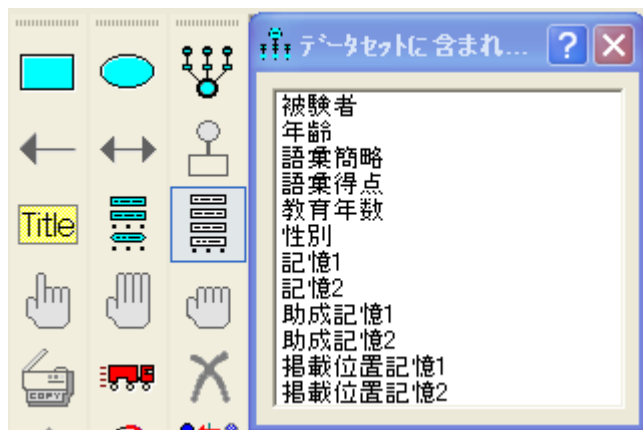 データセットに含まれ...
Title
COPY
被験者
年齢
語彙簡略
語彙得点
教育年数
性別
記憶1
記憶2
助成記憶1
助成記憶2
掲載位置記憶1
掲載位置記憶2